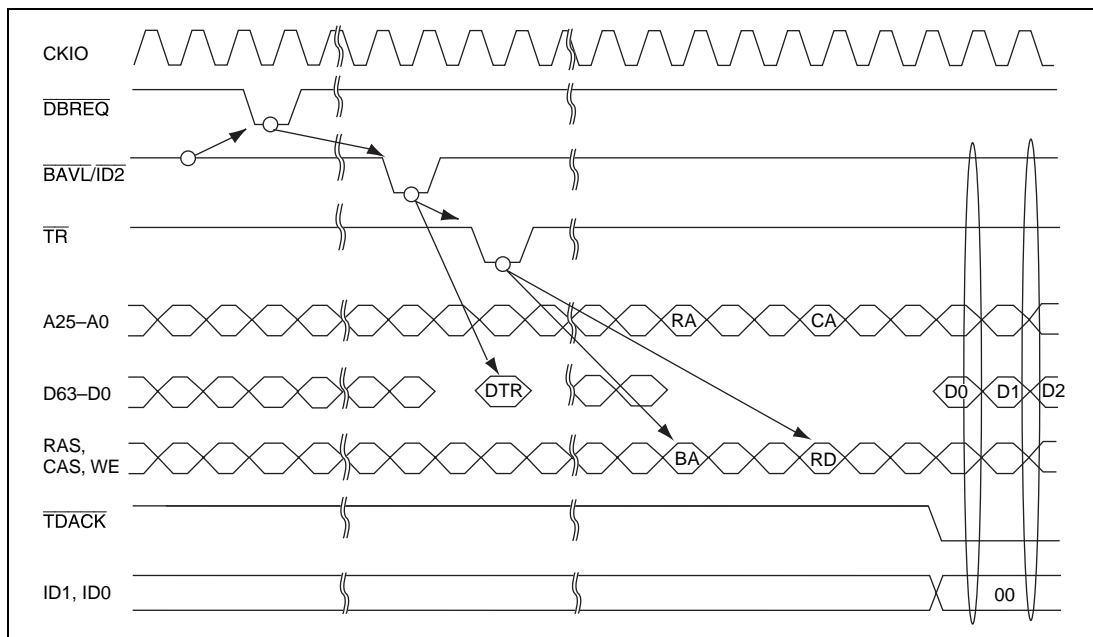 CKIO
DBREQ
BAVL/ID2
TR
A25–A0 RA CA
D63–D0 DTR D0 D1 D2
RAS,
CAS, WE BA RD
TDACK
ID1, ID0 00